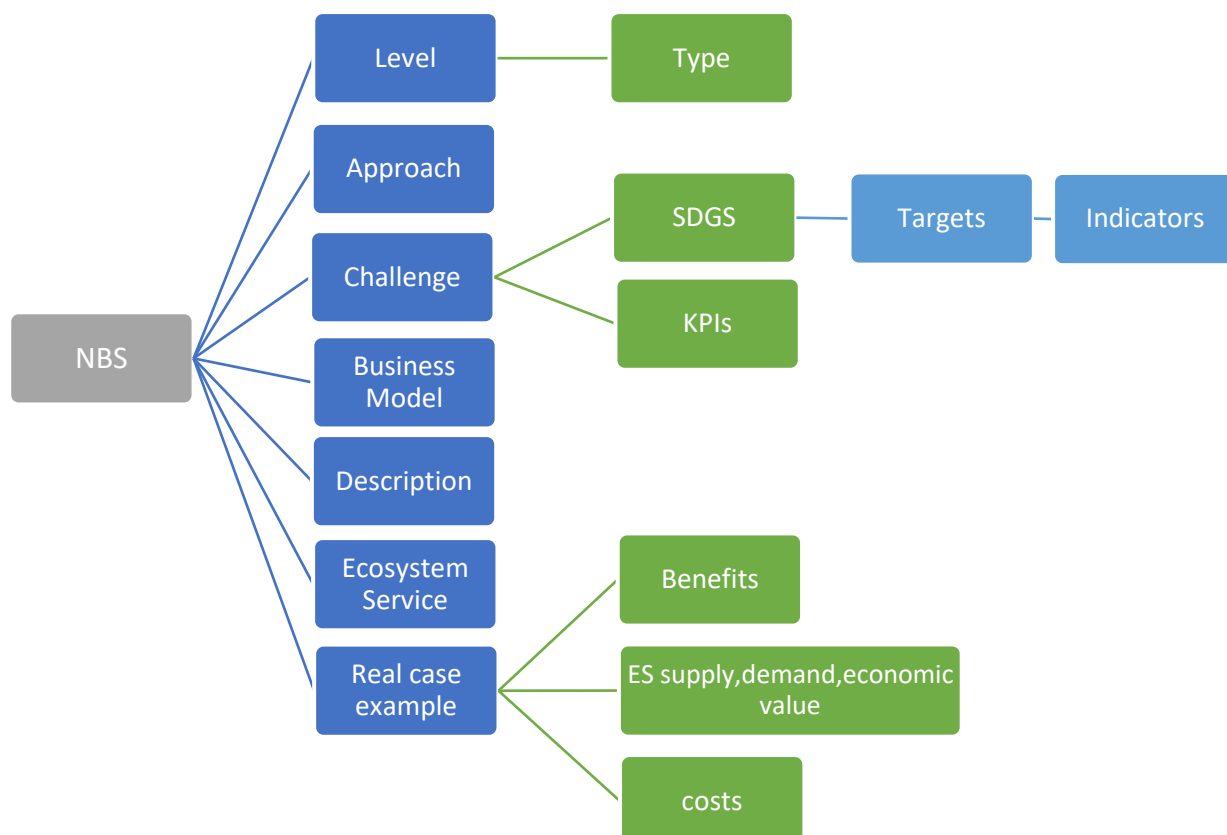 NBS
Level
Type
Approach
Challenge
SDGS
Targets
Indicators
KPIs
Business
Model
Description
Ecosystem
Service
Real case
example
Benefits
ES supply,demand,economic
value
costs